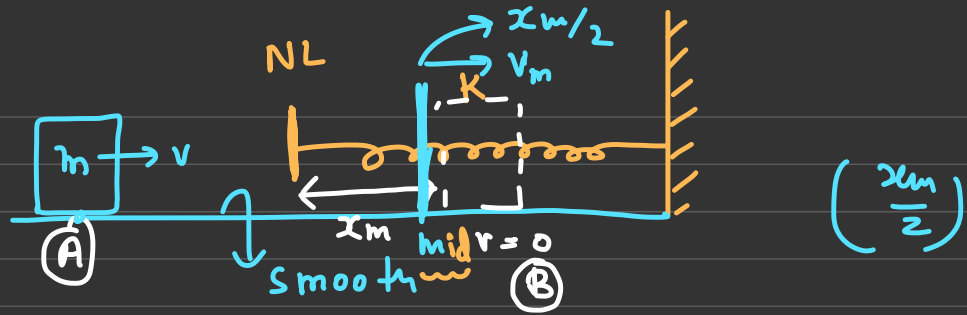 xm/2
NL
Vm
K
m
v
xm
mid
v = 0
(xm/2)
A
Smooth
B